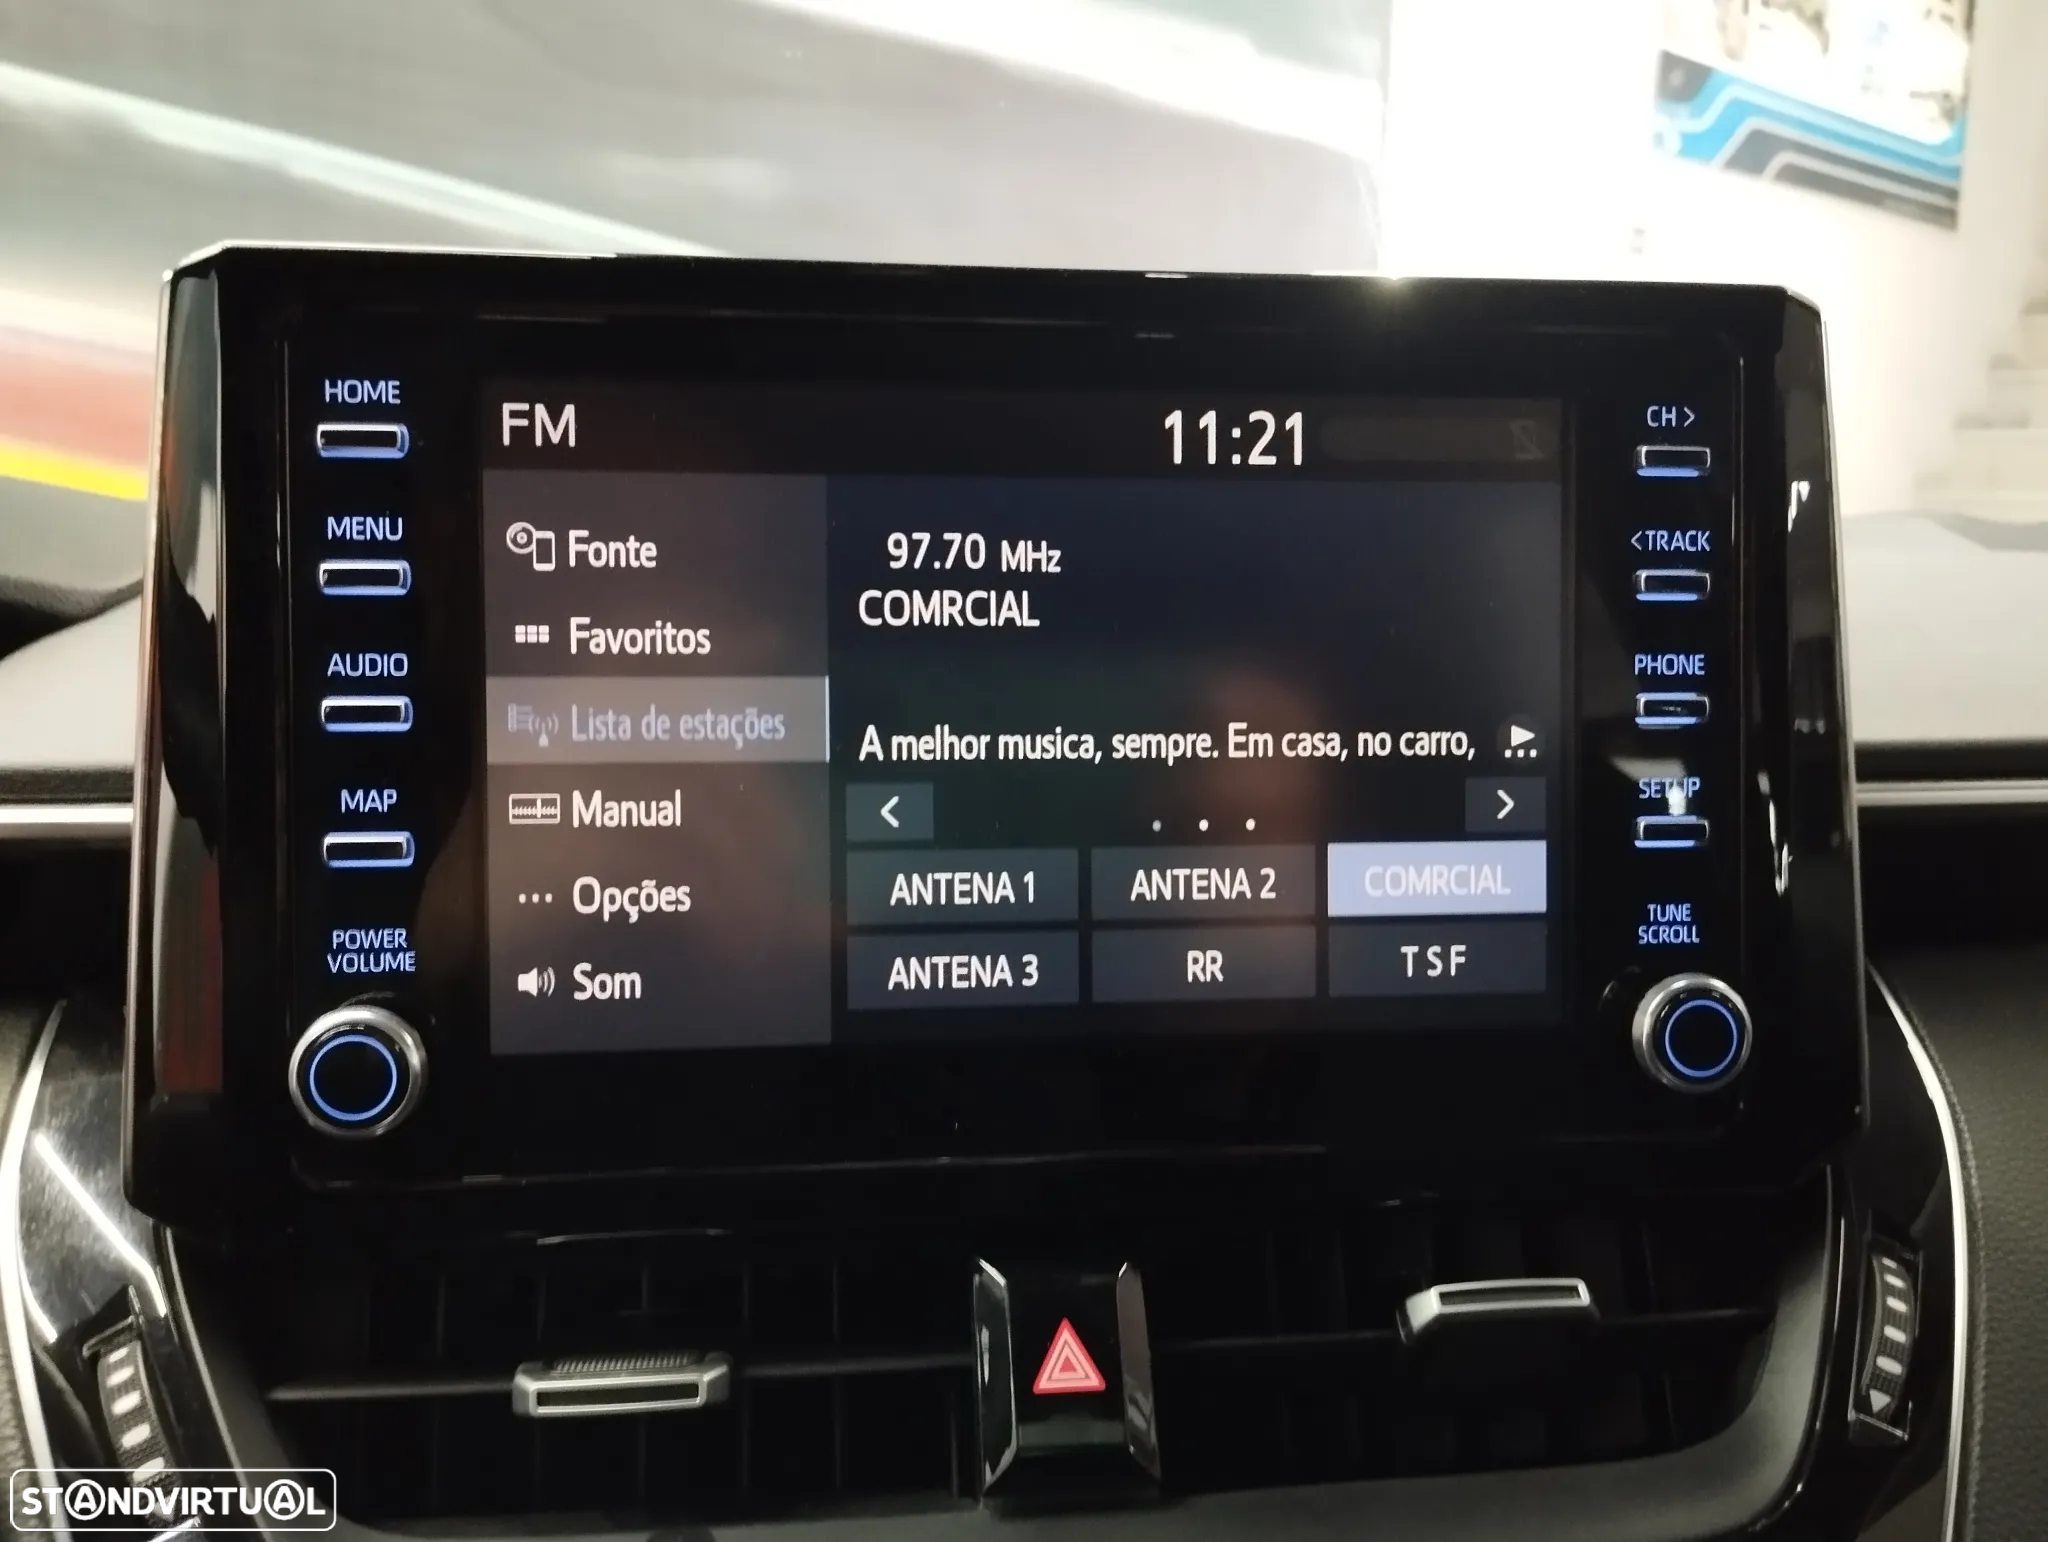 HOME
MENU
AUDIO
MAP
POWER
VOLUME
FM
11:21
Fonte
Favoritos
Lista de estações
Manual
Opções
Som
97.70 MHz
COMRCIAL
A melhor musica, sempre. Em casa, no carro,
ANTENA 1
ANTENA 2
COMRCIAL
ANTENA 3
RR
T S F
CH >
< TRACK
PHONE
SETUP
TUNE
SCROLL
STANDVIRTUAL